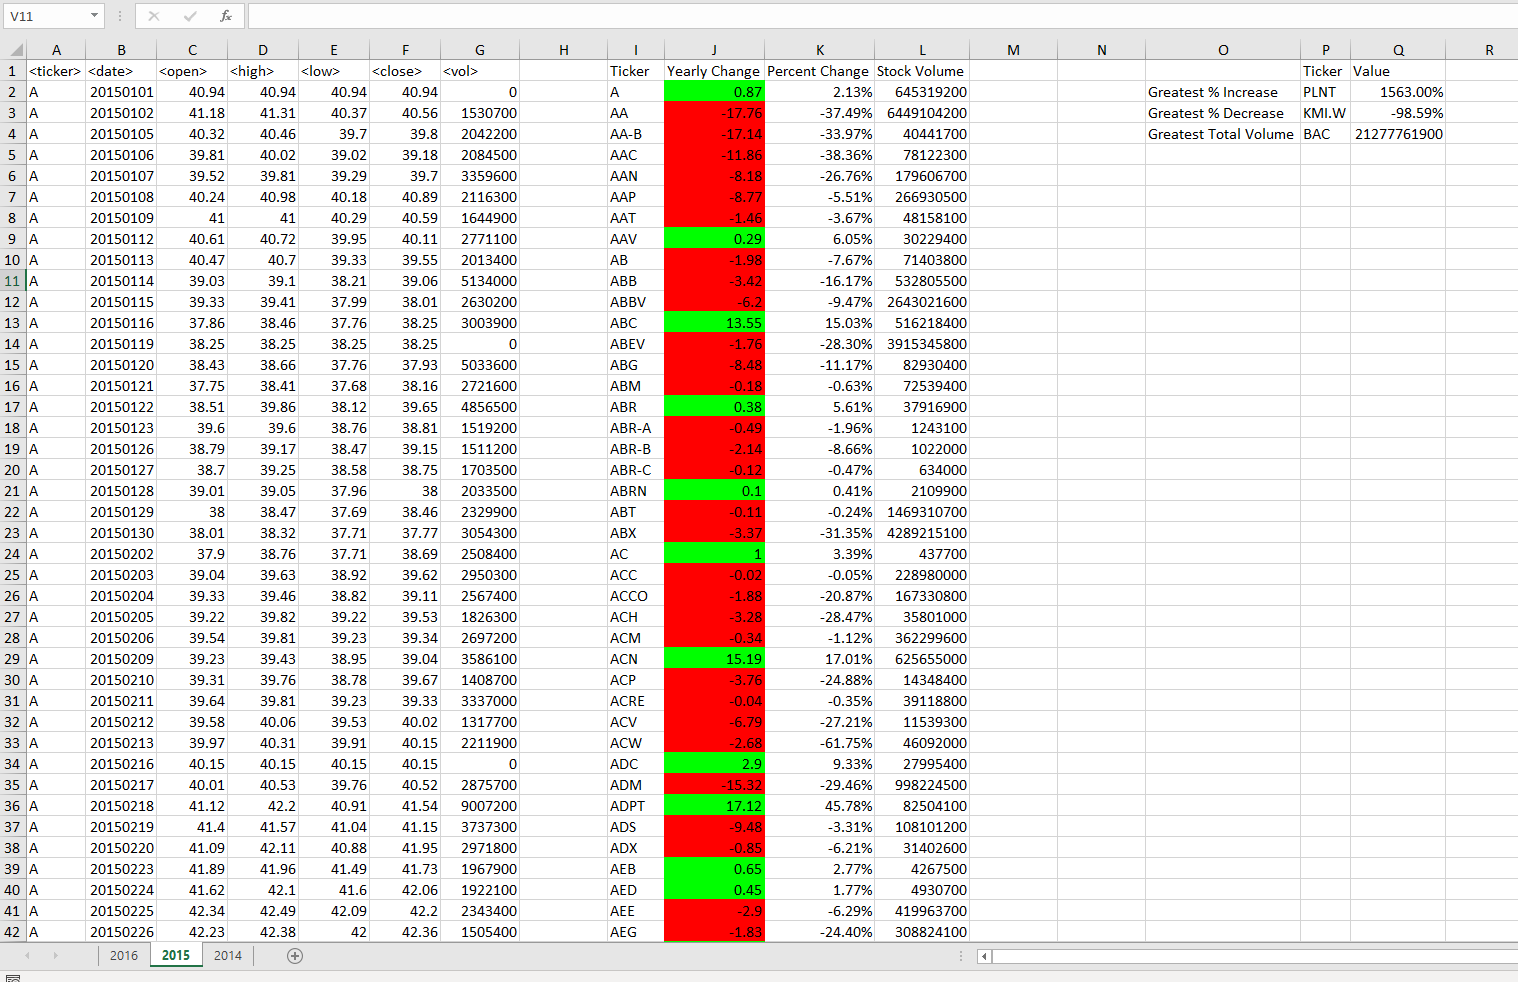 V11 fx
A B C D E F G H I J K L M N O P Q R
1 <ticker> <date> <open> <high> <low> <close> <vol> Ticker Yearly Change Percent Change Stock Volume Ticker Value
2 A 20150101 40.94 40.94 40.94 40.94 0 A 0.87 2.13% 645319200 Greatest % Increase PLNT 1563.00%
3 A 20150102 41.18 41.31 40.37 40.56 1530700 AA -17.76 -37.49% 6449104200 Greatest % Decrease KMI.W -98.59%
4 A 20150105 40.32 40.46 39.7 39.8 2042200 AA-B -17.14 -33.97% 40441700 Greatest Total Volume BAC 21277761900
5 A 20150106 39.81 40.02 39.02 39.18 2084500 AAC -11.86 -38.36% 78122300
6 A 20150107 39.52 39.81 39.29 39.7 3359600 AAN -8.18 -26.76% 179606700
7 A 20150108 40.24 40.98 40.18 40.89 2116300 AAP -8.77 -5.51% 266930500
8 A 20150109 41 41 40.29 40.59 1644900 AAT -1.46 -3.67% 48158100
9 A 20150112 40.61 40.72 39.95 40.11 2771100 AAV 0.29 6.05% 30229400
10 A 20150113 40.47 40.7 39.33 39.55 2013400 AB -1.98 -7.67% 71403800
11 A 20150114 39.03 39.1 38.21 39.06 5134000 ABB -3.42 -16.17% 532805500
12 A 20150115 39.33 39.41 37.99 38.01 2630200 ABBV -6.2 -9.47% 2643021600
13 A 20150116 37.86 38.46 37.76 38.25 3003900 ABC 13.55 15.03% 516218400
14 A 20150119 38.25 38.25 38.25 38.25 0 ABEV -1.76 -28.30% 3915345800
15 A 20150120 38.43 38.66 37.76 37.93 5033600 ABG -8.48 -11.17% 82930400
16 A 20150121 37.75 38.41 37.68 38.16 2721600 ABM -0.18 -0.63% 72539400
17 A 20150122 38.51 39.86 38.12 39.65 4856500 ABR 0.38 5.61% 37916900
18 A 20150123 39.6 39.6 38.76 38.81 1519200 ABR-A -0.49 -1.96% 1243100
19 A 20150126 38.79 39.17 38.47 39.15 1511200 ABR-B -2.14 -8.66% 1022000
20 A 20150127 38.7 39.25 38.58 38.75 1703500 ABR-C -0.12 -0.47% 634000
21 A 20150128 39.01 39.05 37.96 38 2033500 ABRN 0.1 0.41% 2109900
22 A 20150129 38 38.47 37.69 38.46 2329900 ABT -0.11 -0.24% 1469310700
23 A 20150130 38.01 38.32 37.71 37.77 3054300 ABX -3.37 -31.35% 4289215100
24 A 20150202 37.9 38.76 37.71 38.69 2508400 AC 1 3.39% 437700
25 A 20150203 39.04 39.63 38.92 39.62 2950300 ACC -0.02 -0.05% 228980000
26 A 20150204 39.33 39.46 38.82 39.11 2567400 ACCO -1.88 -20.87% 167330800
27 A 20150205 39.22 39.82 39.22 39.53 1826300 ACH -3.28 -28.47% 35801000
28 A 20150206 39.54 39.81 39.23 39.34 2697200 ACM -0.34 -1.12% 362299600
29 A 20150209 39.23 39.43 38.95 39.04 3586100 ACN 15.19 17.01% 625655000
30 A 20150210 39.31 39.76 38.78 39.67 1408700 ACP -3.76 -24.88% 14348400
31 A 20150211 39.64 39.81 39.23 39.33 3337000 ACRE -0.04 -0.35% 39118800
32 A 20150212 39.58 40.06 39.53 40.02 1317700 ACV -6.79 -27.21% 11539300
33 A 20150213 39.97 40.31 39.91 40.15 2211900 ACW -2.68 -61.75% 46092000
34 A 20150216 40.15 40.15 40.15 40.15 0 ADC 2.9 9.33% 27995400
35 A 20150217 40.01 40.53 39.76 40.52 2875700 ADM -15.32 -29.46% 998224500
36 A 20150218 41.12 42.2 40.91 41.54 9007200 ADPT 17.12 45.78% 82504100
37 A 20150219 41.4 41.57 41.04 41.15 3737300 ADS -9.48 -3.31% 108101200
38 A 20150220 41.09 42.11 40.88 41.95 2971800 ADX -0.85 -6.21% 31402600
39 A 20150223 41.89 41.96 41.49 41.73 1967900 AEB 0.65 2.77% 4267500
40 A 20150224 41.62 42.1 41.6 42.06 1922100 AED 0.45 1.77% 4930700
41 A 20150225 42.34 42.49 42.09 42.2 2343400 AEE -2.9 -6.29% 419963700
42 A 20150226 42.23 42.38 42 42.36 1505400 AEG -1.83 -24.40% 308824100
2016 2015 2014